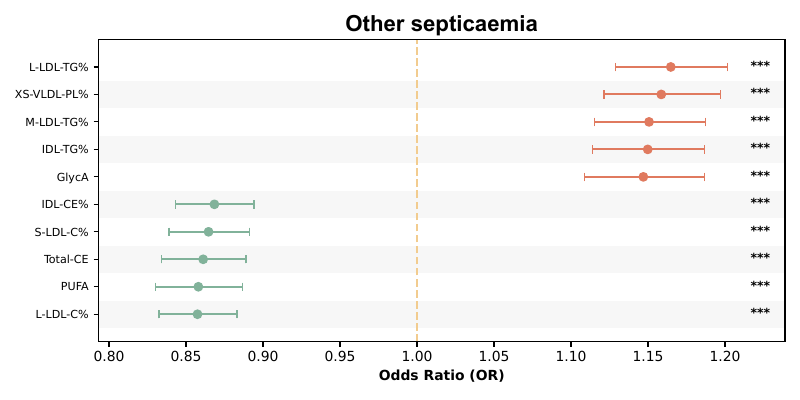 Other septicaemia
L-LDL-TG% ***
XS-VLDL-PL% ***
M-LDL-TG% ***
IDL-TG% ***
GlycA ***
IDL-CE% ***
S-LDL-C% ***
Total-CE ***
PUFA ***
L-LDL-C% ***
0.80 0.85 0.90 0.95 1.00 1.05 1.10 1.15 1.20
Odds Ratio (OR)